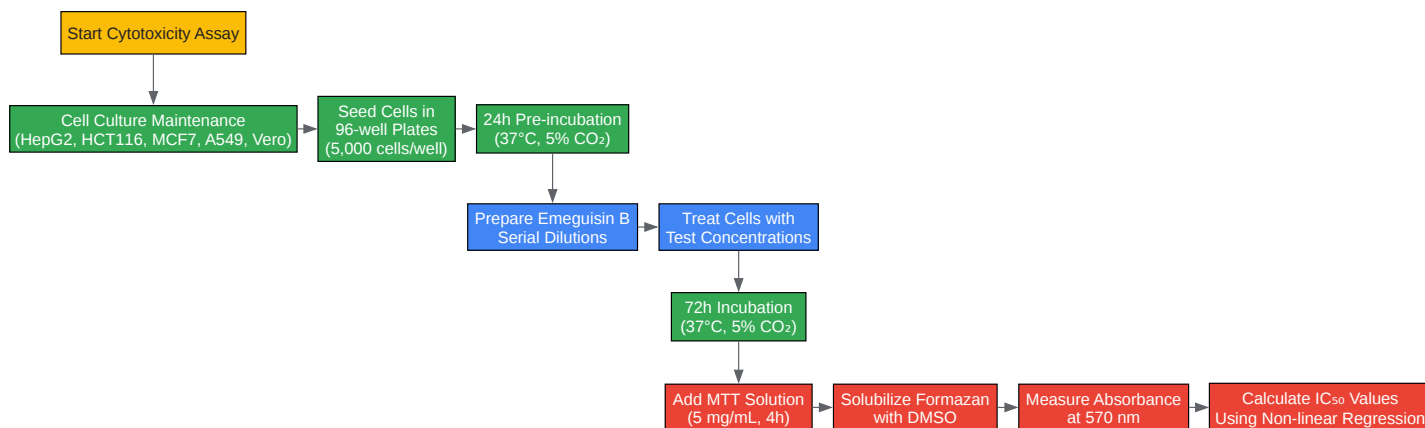 Start Cytotoxicity Assay
Cell Culture Maintenance
(HepG2, HCT116, MCF7, A549, Vero)
Seed Cells in
96-well Plates
(5,000 cells/well)
24h Pre-incubation
(37°C, 5% CO₂)
Prepare Emeguisin B
Serial Dilutions
Treat Cells with
Test Concentrations
72h Incubation
(37°C, 5% CO₂)
Add MTT Solution
(5 mg/mL, 4h)
Solubilize Formazan
with DMSO
Measure Absorbance
at 570 nm
Calculate IC₅₀ Values
Using Non-linear Regression